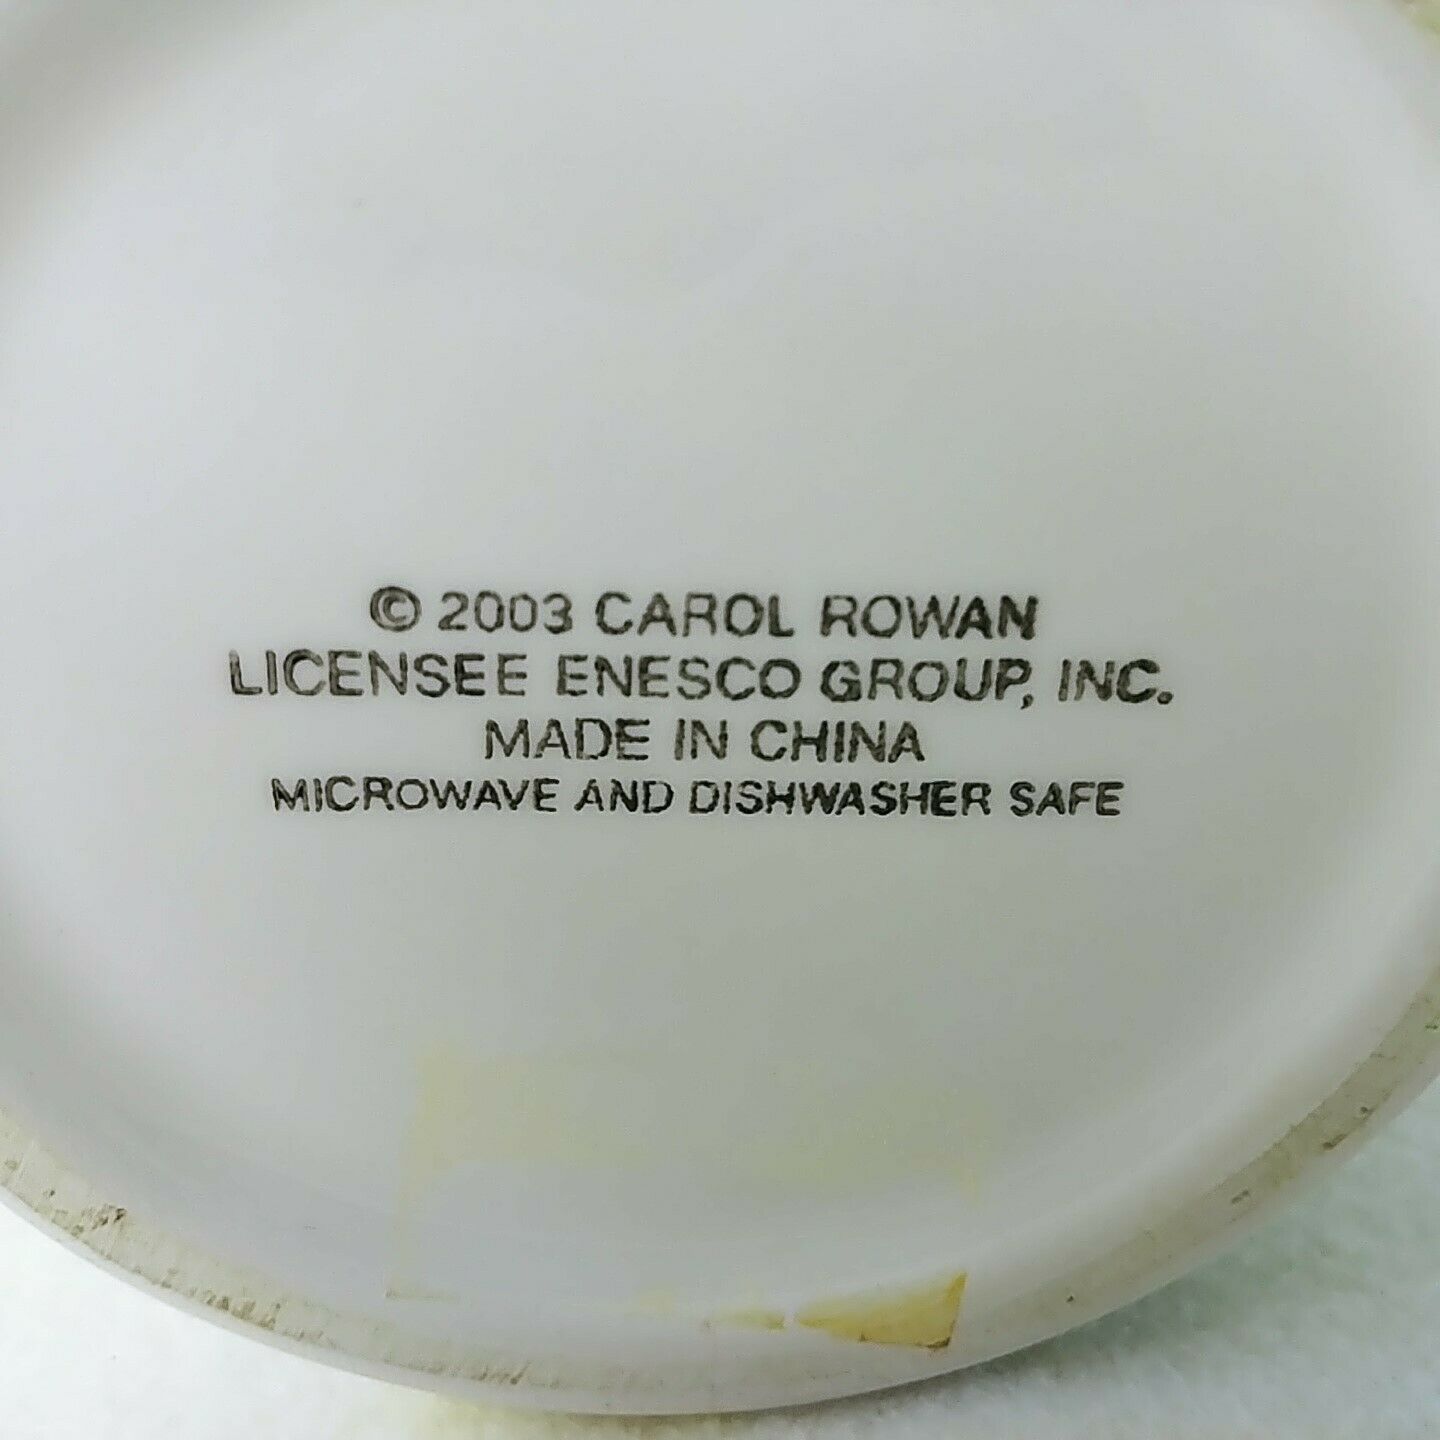 © 2003 CAROL ROWAN
LICENSEE ENESCO GROUP, INC.
MADE IN CHINA
MICROWAVE AND DISHWASHER SAFE